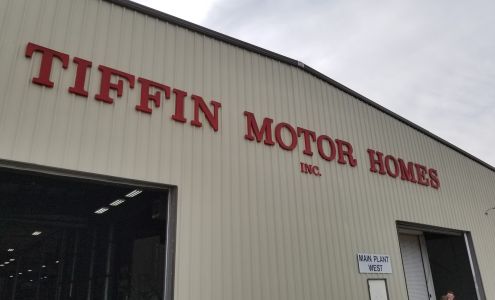 TIFFIN MOTOR HOMES
INC.
MAIN PLANT
WEST